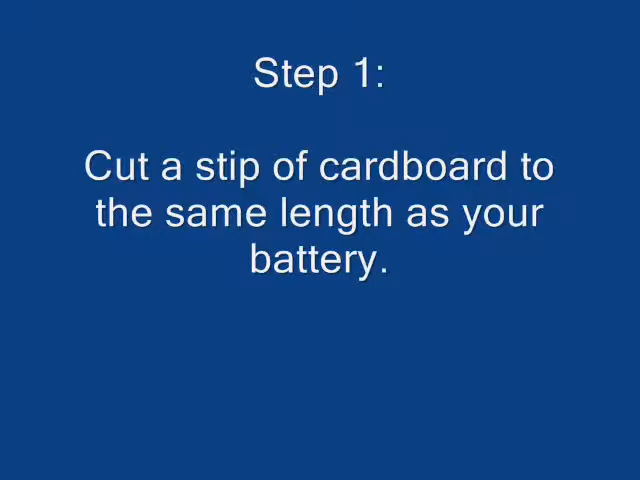 Step 1:
Cut a stip of cardboard to
the same length as your
battery.